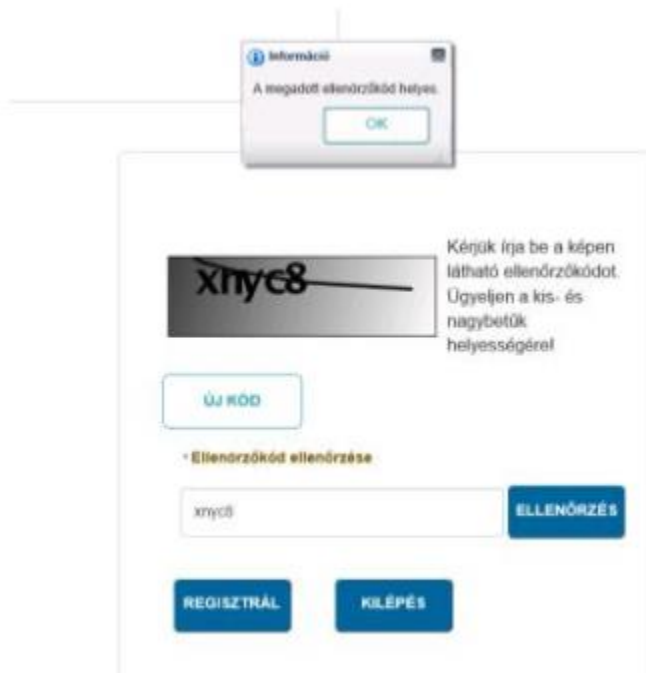 Információ
A megadott ellenőrzőkód helyes.
OK
xnyc8
Kérjük írja be a képen
látható ellenőrzőkódot.
Ügyeljen a kis- és
nagybetűk
helyességére!
ÚJ KÓD
* Ellenőrzőkód ellenőrzése
xnyc8
ELLENŐRZÉS
REGISZTRÁL
KILÉPÉS